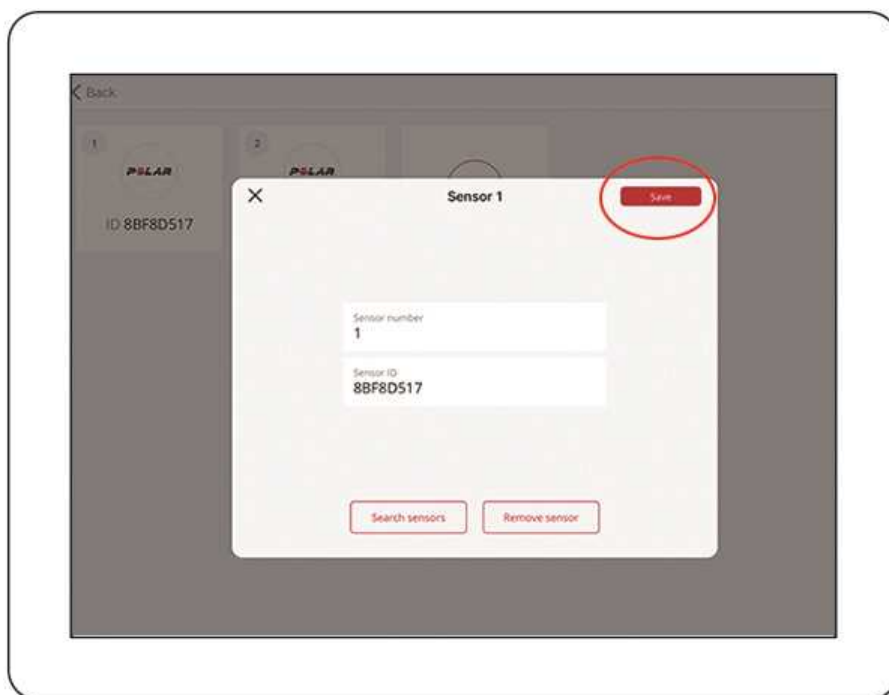 Back
1
2
POLAR
POLAR
ID 8BF8D517
Sensor 1
Save
Sensor number
1
Sensor ID
8BF8D517
Search sensors
Remove sensor